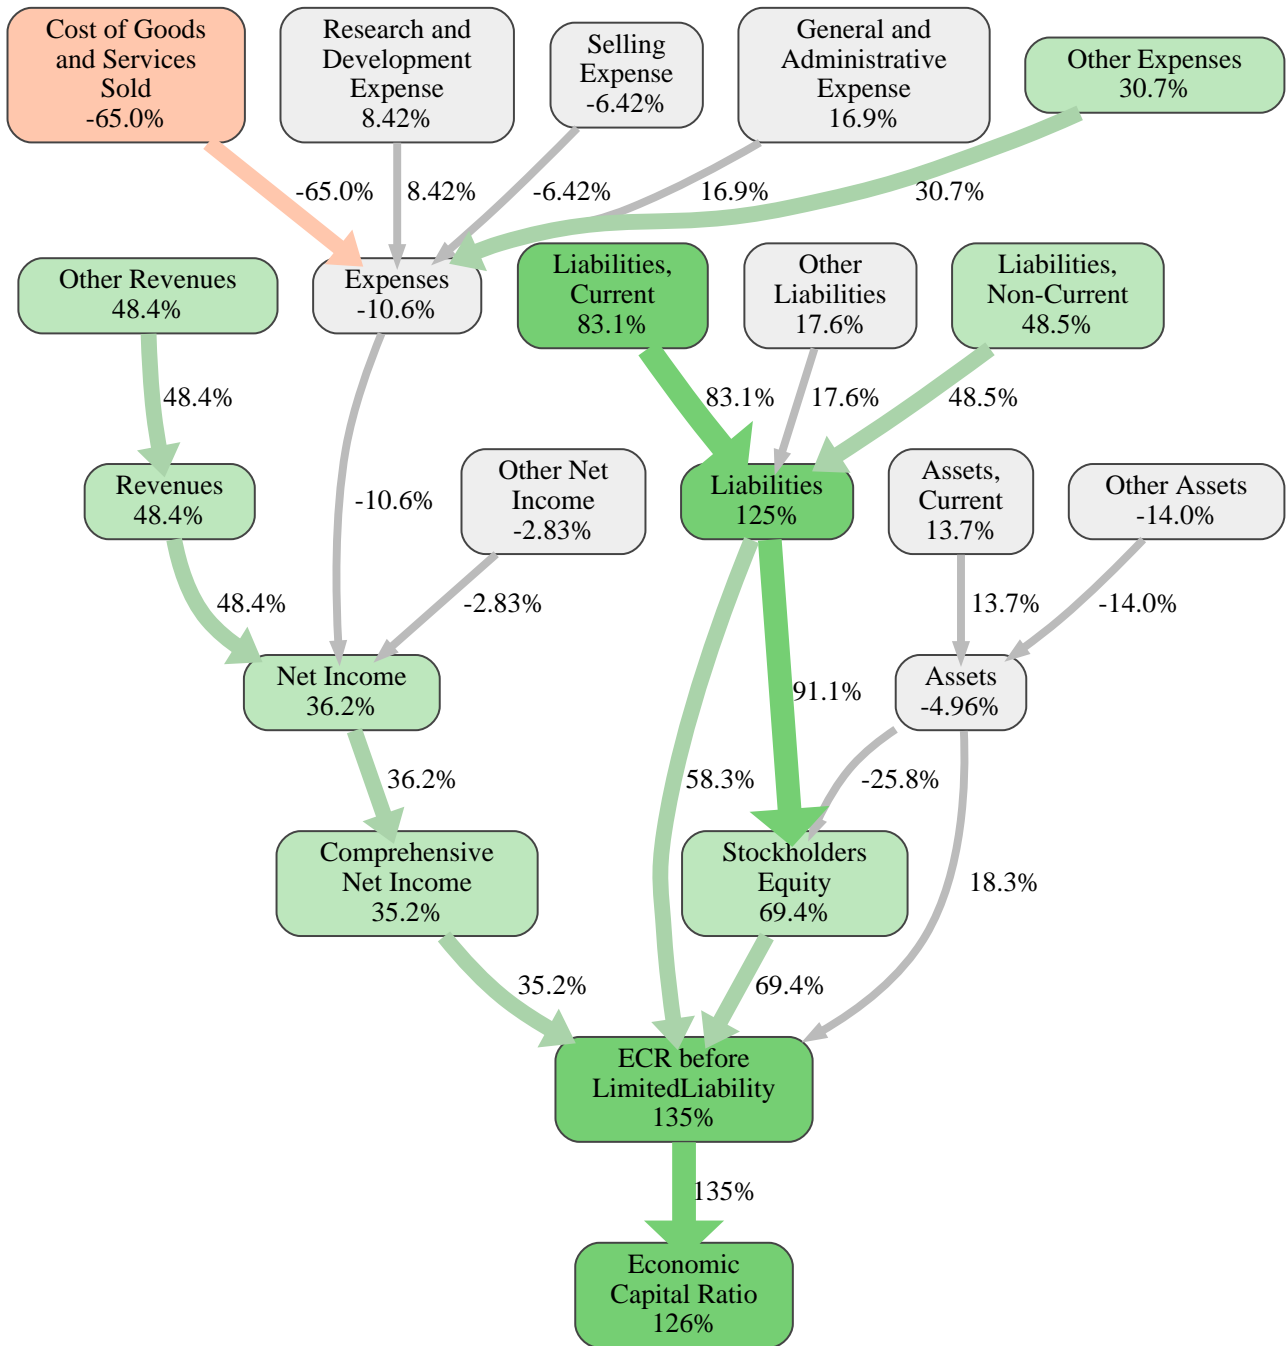 Cost of Goods
and Services
Sold
-65.0%
Research and
Development
Expense
8.42%
Selling
Expense
-6.42%
General and
Administrative
Expense
16.9%
Other Expenses
30.7%
-65.0%
8.42%
-6.42%
16.9%
30.7%
Other Revenues
48.4%
Expenses
-10.6%
Liabilities,
Current
83.1%
Other
Liabilities
17.6%
Liabilities,
Non-Current
48.5%
48.4%
83.1%
17.6%
48.5%
Revenues
48.4%
-10.6%
Other Net
Income
-2.83%
Liabilities
125%
Assets,
Current
13.7%
Other Assets
-14.0%
48.4%
-2.83%
13.7%
-14.0%
Net Income
36.2%
91.1%
Assets
-4.96%
36.2%
58.3%
-25.8%
Comprehensive
Net Income
35.2%
Stockholders
Equity
69.4%
18.3%
35.2%
69.4%
ECR before
LimitedLiability
135%
135%
Economic
Capital Ratio
126%